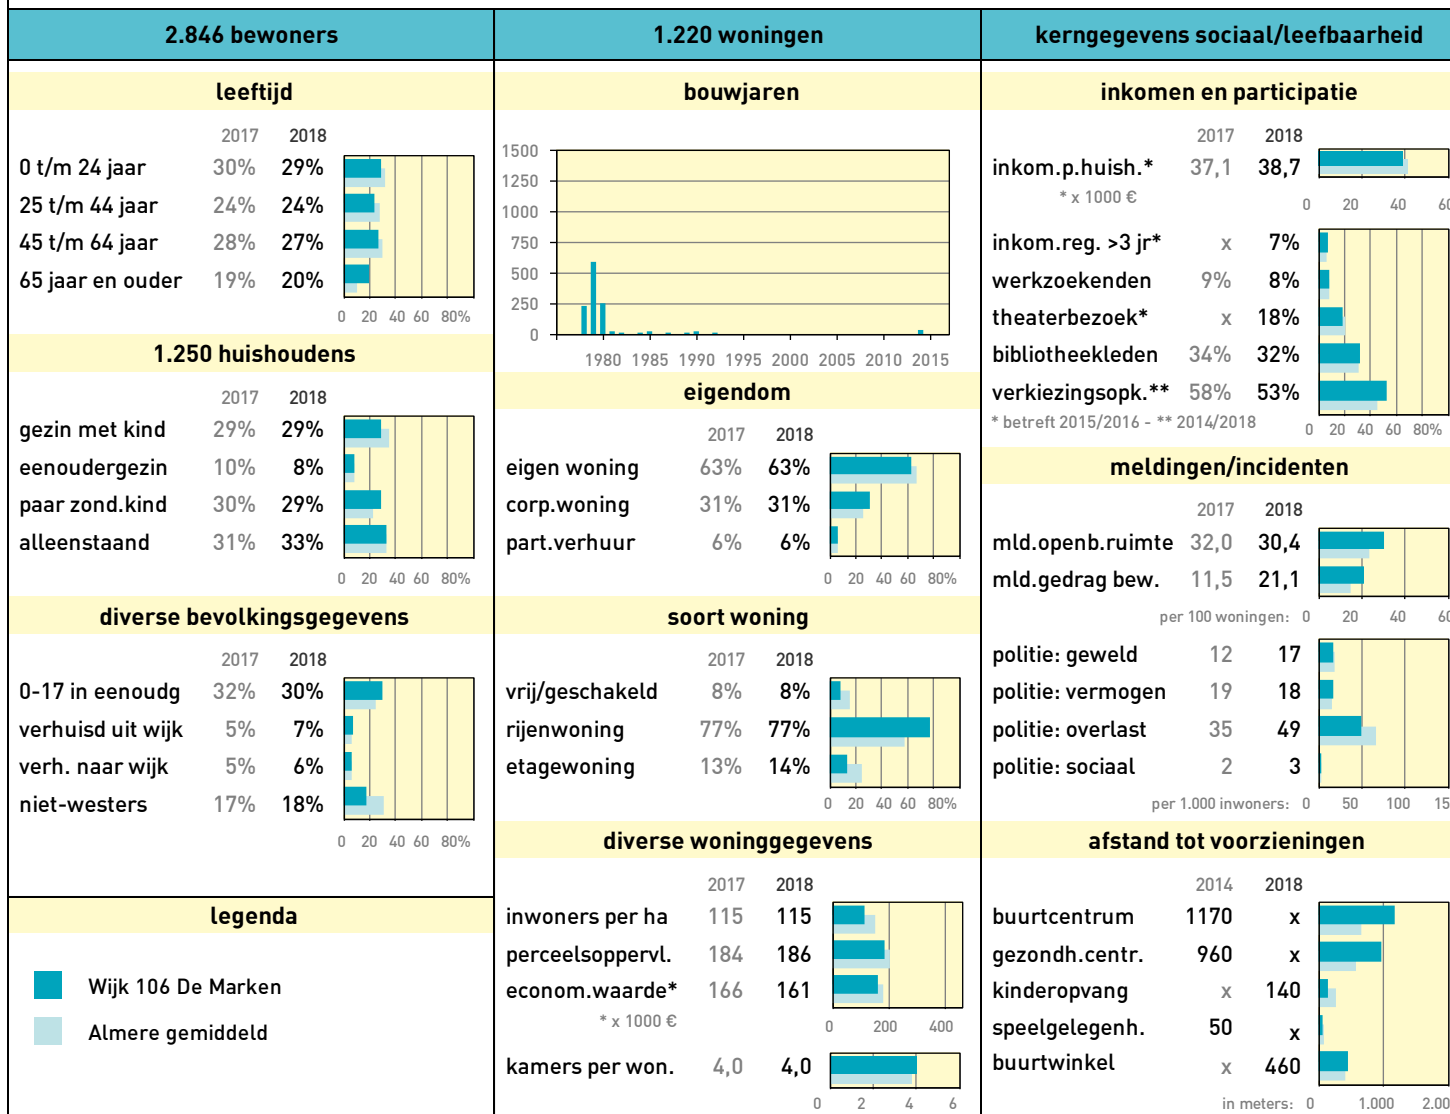 2.846 bewoners
leeftijd
2017 2018
0 t/m 24 jaar 30% 29%
25 t/m 44 jaar 24% 24%
45 t/m 64 jaar 28% 27%
65 jaar en ouder 19% 20%
0 20 40 60 80%
1.250 huishoudens
2017 2018
gezin met kind 29% 29%
eenoudergezin 10% 8%
paar zond.kind 30% 29%
alleenstaand 31% 33%
0 20 40 60 80%
diverse bevolkingsgegevens
2017 2018
0-17 in eenoudg 32% 30%
verhuisd uit wijk 5% 7%
verh. naar wijk 5% 6%
niet-westers 17% 18%
0 20 40 60 80%
legenda
Wijk 106 De Marken
Almere gemiddeld
1.220 woningen
bouwjaren
1500
1250
1000
750
500
250
0
1980 1985 1990 1995 2000 2005 2010 2015
eigendom
2017 2018
eigen woning 63% 63%
corp.woning 31% 31%
part.verhuur 6% 6%
0 20 40 60 80%
soort woning
2017 2018
vrij/geschakeld 8% 8%
rijenwoning 77% 77%
etagewoning 13% 14%
0 20 40 60 80%
diverse woninggegevens
2017 2018
inwoners per ha 115 115
perceelsoppervl. 184 186
econom.waarde* 166 161
* x 1000 €
0 200 400
kamers per won. 4,0 4,0
0 2 4 6
kerngegevens sociaal/leefbaarheid
inkomen en participatie
2017 2018
inkom.p.huish.* 37,1 38,7
* x 1000 €
0 20 40 60
inkom.reg. >3 jr* x 7%
werkzoekenden 9% 8%
theaterbezoek* x 18%
bibliotheekleden 34% 32%
verkiezingsopk.** 58% 53%
* betreft 2015/2016 - ** 2014/2018
0 20 40 60 80%
meldingen/incidenten
2017 2018
mld.openb.ruimte 32,0 30,4
mld.gedrag bew. 11,5 21,1
per 100 woningen: 0 20 40 60
politie: geweld 12 17
politie: vermogen 19 18
politie: overlast 35 49
politie: sociaal 2 3
per 1.000 inwoners: 0 50 100 15
afstand tot voorzieningen
2014 2018
buurtcentrum 1170 x
gezondh.centr. 960 x
kinderopvang x 140
speelgelegenh. 50 x
buurtwinkel x 460
in meters: 0 1.000 2.00